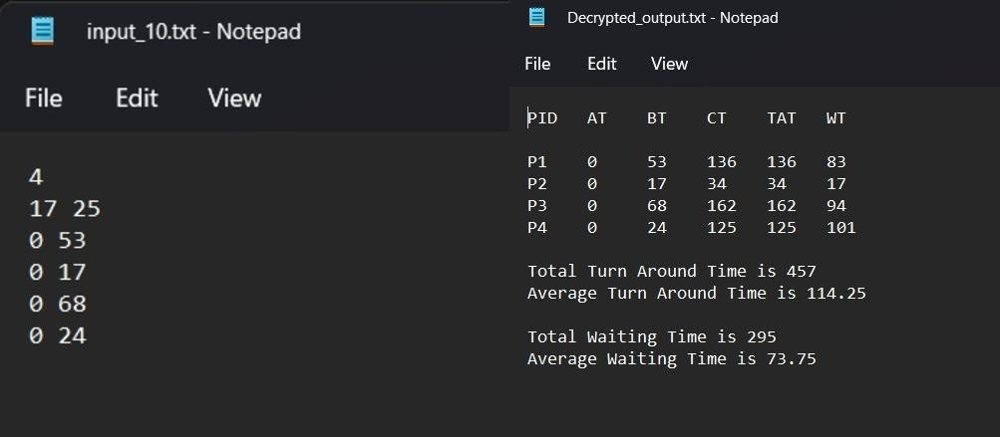 input_10.txt - Notepad
File Edit View
4
17 25
0 53
0 17
0 68
0 24
Decrypted_output.txt - Notepad
File Edit View
PID AT BT CT TAT WT
P1 0 53 136 136 83
P2 0 17 34 34 17
P3 0 68 162 162 94
P4 0 24 125 125 101
Total Turn Around Time is 457
Average Turn Around Time is 114.25
Total Waiting Time is 295
Average Waiting Time is 73.75